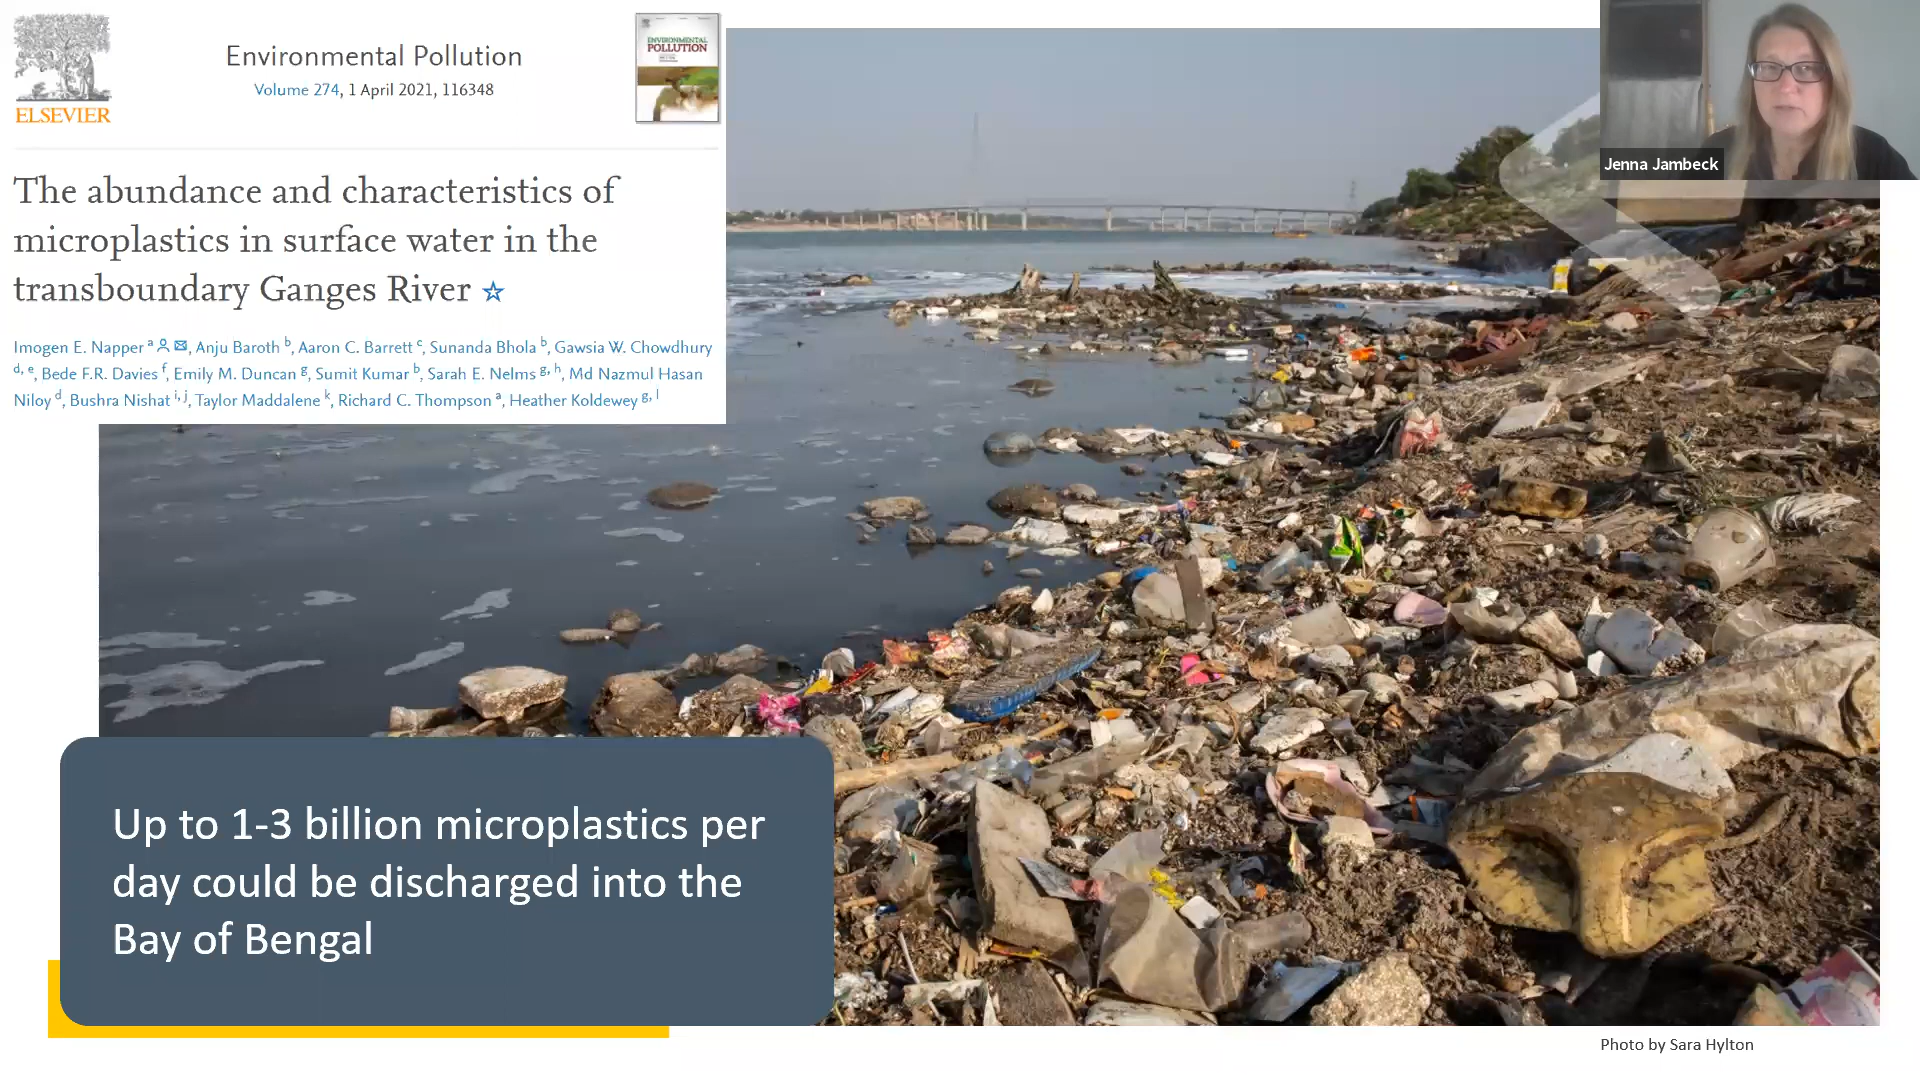 ELSEVIER
Environmental Pollution
Volume 274, 1 April 2021, 116348
ENVIRONMENTAL
POLLUTION
The abundance and characteristics of
microplastics in surface water in the
transboundary Ganges River ☆
Imogen E. Napper a, Anju Baroth b, Aaron C. Barrett c, Sunanda Bhola b, Gawsia W. Chowdhury
d, e, Bede F.R. Davies f, Emily M. Duncan g, Sumit Kumar b, Sarah E. Nelms g, h, Md Nazmul Hasan
Niloy d, Bushra Nishat i, j, Taylor Maddalene k, Richard C. Thompson a, Heather Koldewey g, l
Jenna Jambeck
Up to 1-3 billion microplastics per
day could be discharged into the
Bay of Bengal
Photo by Sara Hylton